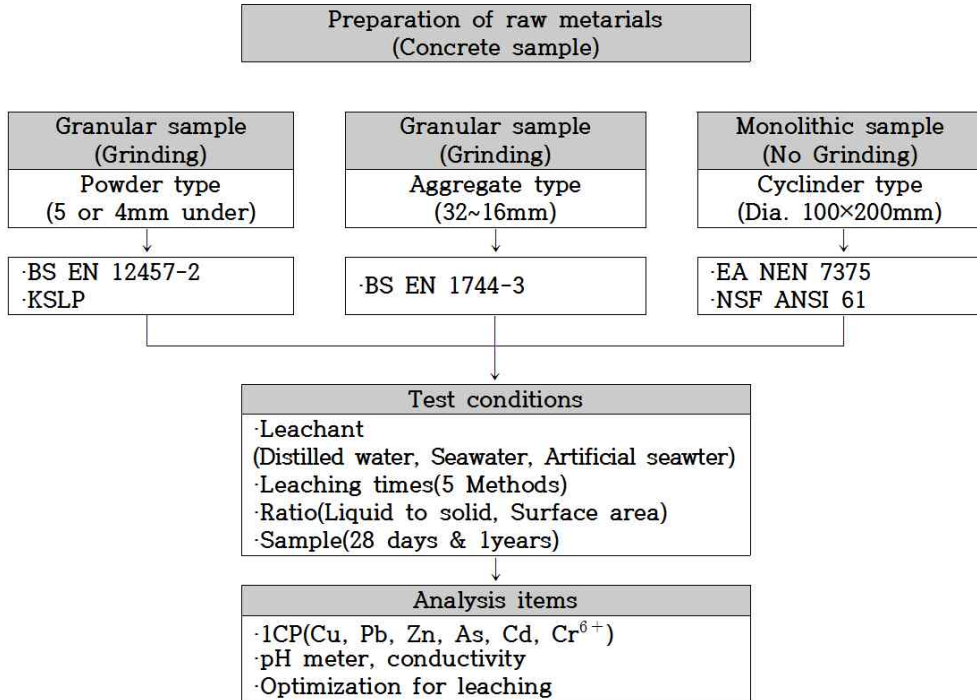 Preparation of raw metarials
(Concrete sample)
Granular sample
(Grinding)
Powder type
(5 or 4mm under)
·BS EN 12457-2
·KSLP
Granular sample
(Grinding)
Aggregate type
(32~16mm)
·BS EN 1744-3
Monolithic sample
(No Grinding)
Cyclinder type
(Dia. 100×200mm)
·EA NEN 7375
·NSF ANSI 61
Test conditions
·Leachant
(Distilled water, Seawater, Artificial seawter)
·Leaching times(5 Methods)
·Ratio(Liquid to solid, Surface area)
·Sample(28 days & 1years)
Analysis items
·1CP(Cu, Pb, Zn, As, Cd, Cr⁶⁺)
·pH meter, conductivity
·Optimization for leaching